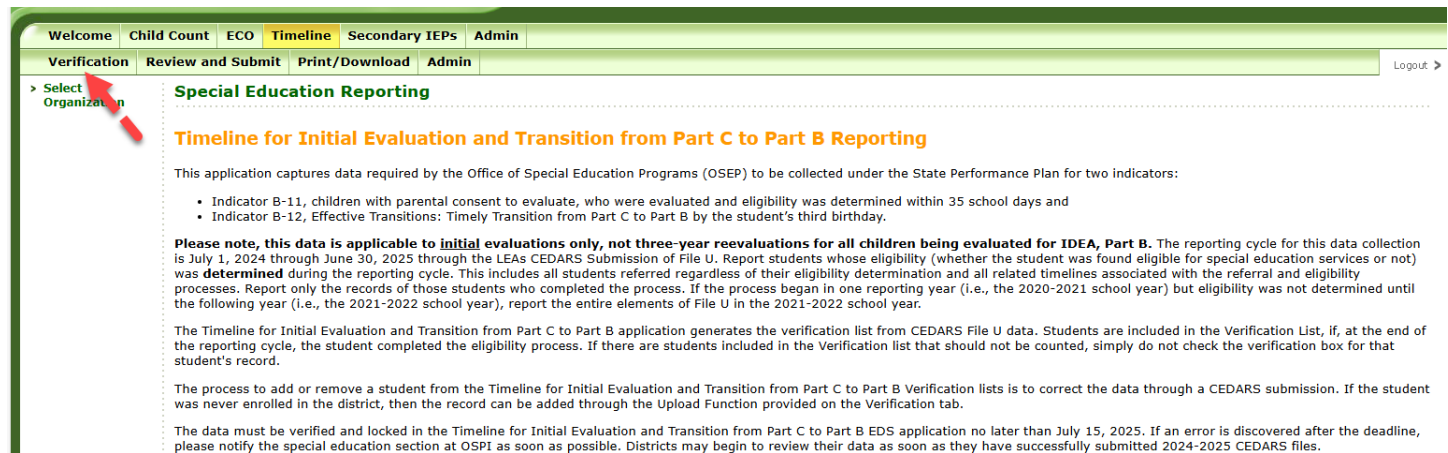 Welcome Child Count ECO Timeline Secondary IEPs Admin
Verification Review and Submit Print/Download Admin
Logout >
> Select
Organization
Special Education Reporting
Timeline for Initial Evaluation and Transition from Part C to Part B Reporting
This application captures data required by the Office of Special Education Programs (OSEP) to be collected under the State Performance Plan for two indicators:
• Indicator B-11, children with parental consent to evaluate, who were evaluated and eligibility was determined within 35 school days and
• Indicator B-12, Effective Transitions: Timely Transition from Part C to Part B by the student's third birthday.
Please note, this data is applicable to initial evaluations only, not three-year reevaluations for all children being evaluated for IDEA, Part B. The reporting cycle for this data collection
is July 1, 2024 through June 30, 2025 through the LEAs CEDARS Submission of File U. Report students whose eligibility (whether the student was found eligible for special education services or not)
was determined during the reporting cycle. This includes all students referred regardless of their eligibility determination and all related timelines associated with the referral and eligibility
processes. Report only the records of those students who completed the process. If the process began in one reporting year (i.e., the 2020-2021 school year) but eligibility was not determined until
the following year (i.e., the 2021-2022 school year), report the entire elements of File U in the 2021-2022 school year.
The Timeline for Initial Evaluation and Transition from Part C to Part B application generates the verification list from CEDARS File U data. Students are included in the Verification List, if, at the end of
the reporting cycle, the student completed the eligibility process. If there are students included in the Verification list that should not be counted, simply do not check the verification box for that
student's record.
The process to add or remove a student from the Timeline for Initial Evaluation and Transition from Part C to Part B Verification lists is to correct the data through a CEDARS submission. If the student
was never enrolled in the district, then the record can be added through the Upload Function provided on the Verification tab.
The data must be verified and locked in the Timeline for Initial Evaluation and Transition from Part C to Part B EDS application no later than July 15, 2025. If an error is discovered after the deadline,
please notify the special education section at OSPI as soon as possible. Districts may begin to review their data as soon as they have successfully submitted 2024-2025 CEDARS files.